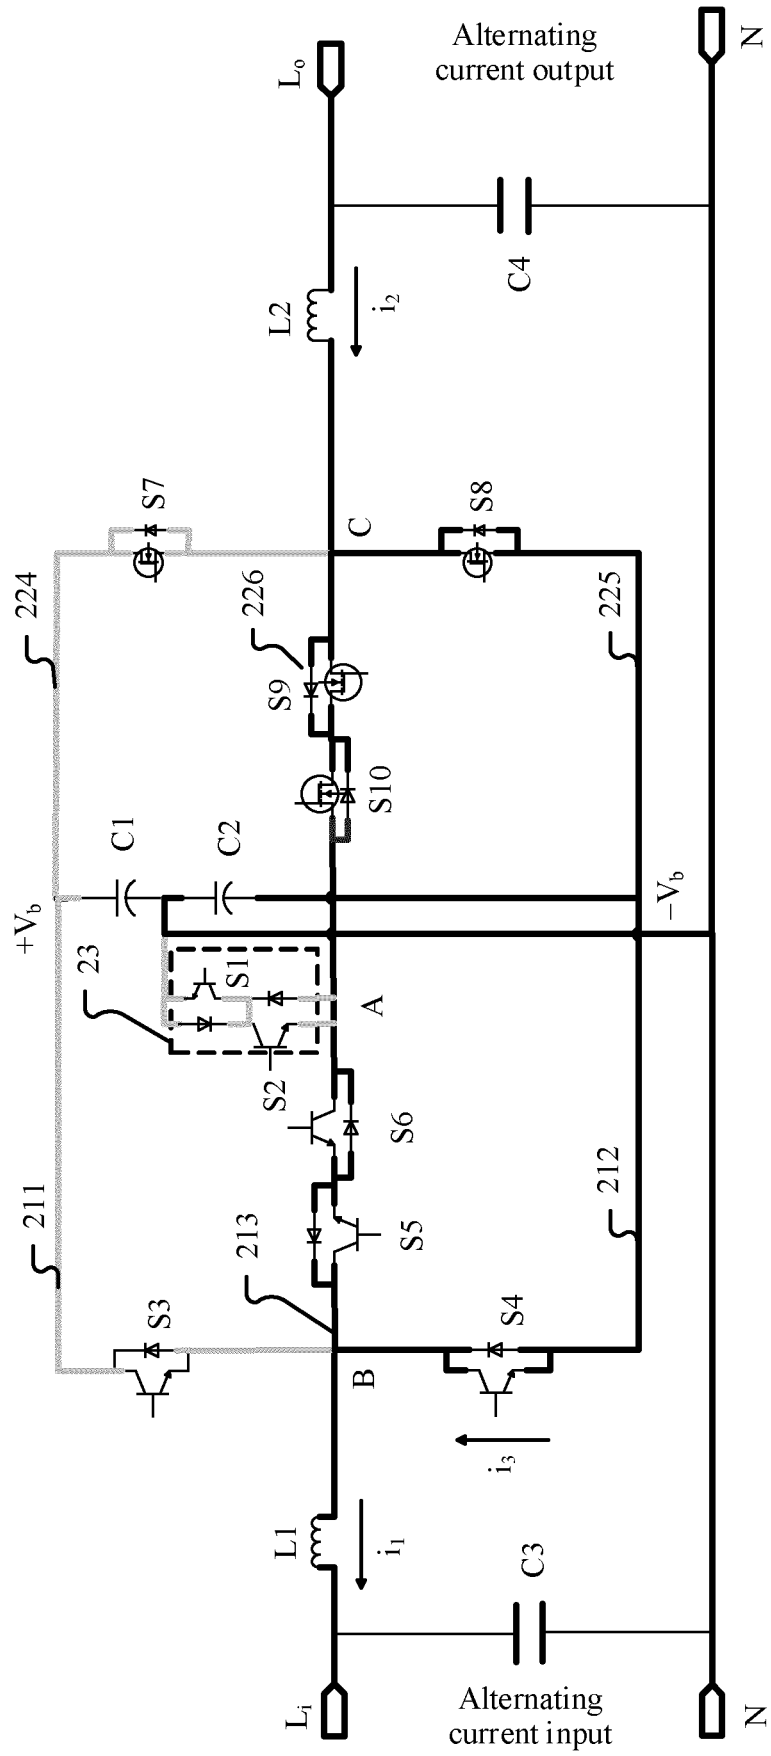 Alternating
current output
N
Lo
C4
L2
i2
S7
S8
C
224
226
225
S9
S10
C1
C2
+Vb
−Vb
23
S1
A
S2
S6
211
212
213
S5
S3
S4
B
i3
L1
i1
C3
Li
Alternating
current input
N